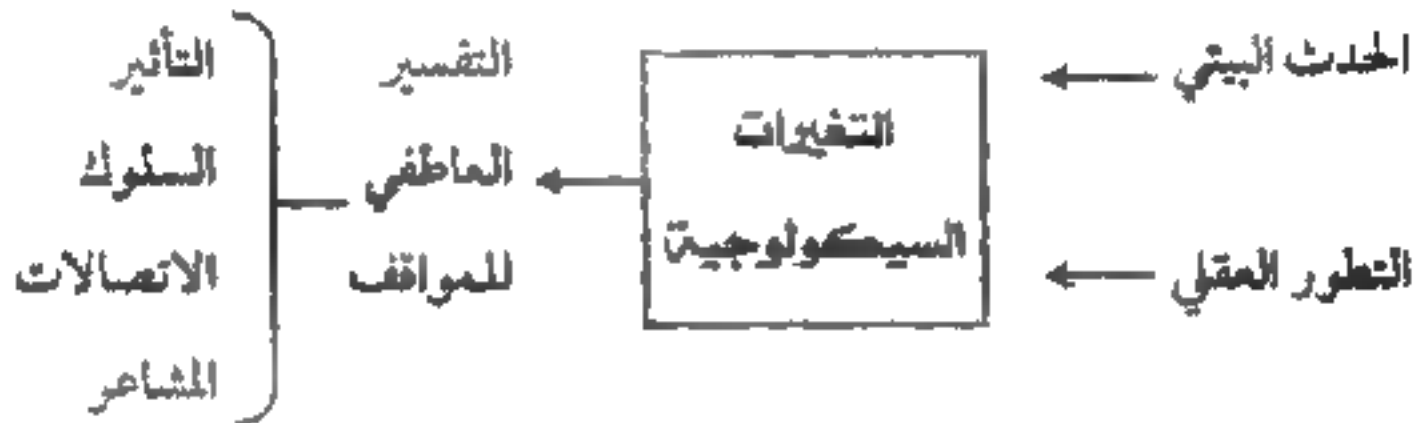 الحدث البيئي
التطور العقلي
التغيرات
السيكولوجية
التفسير
العاطفي
للمواقف
التأثير
السلوك
الاتصالات
المشاعر